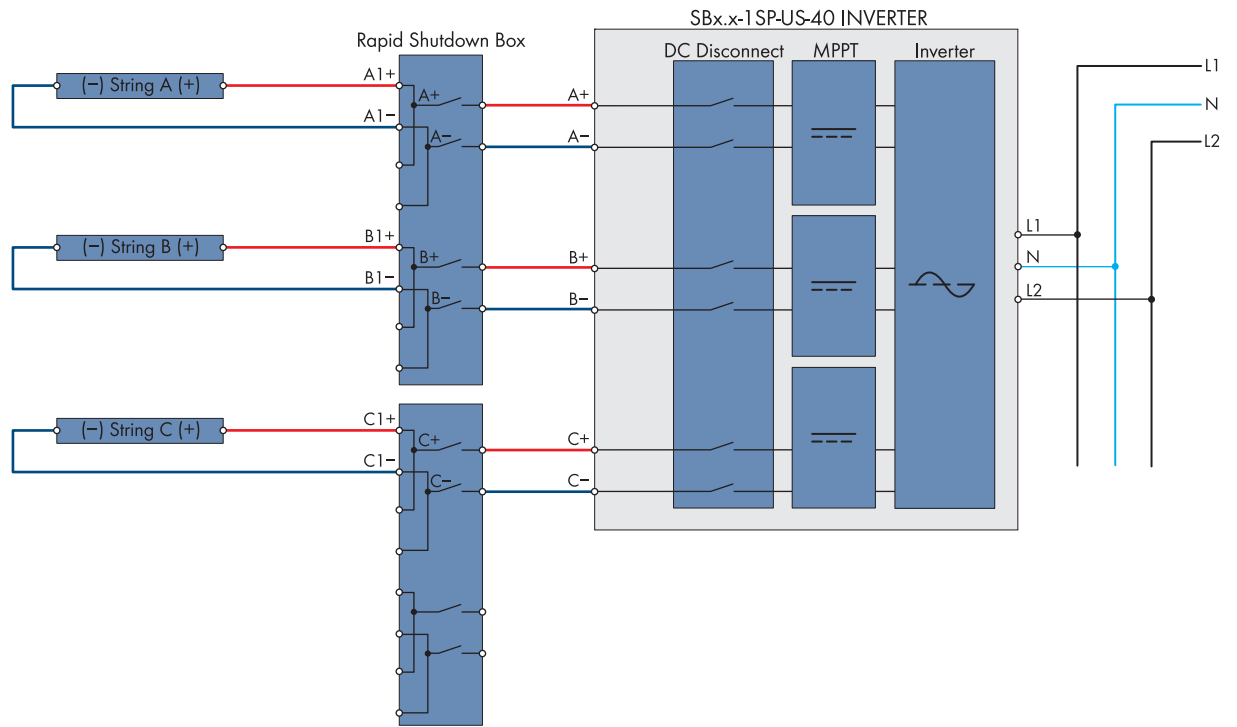 SBx.x-1SP-US-40 INVERTER
Rapid Shutdown Box
DC Disconnect
MPPT
Inverter
(−) String A (+)
A1+
A1−
A+
A−
A+
A−
(−) String B (+)
B1+
B1−
B+
B−
B+
B−
(−) String C (+)
C1+
C1−
C+
C−
C+
C−
L1
N
L2
L1
N
L2